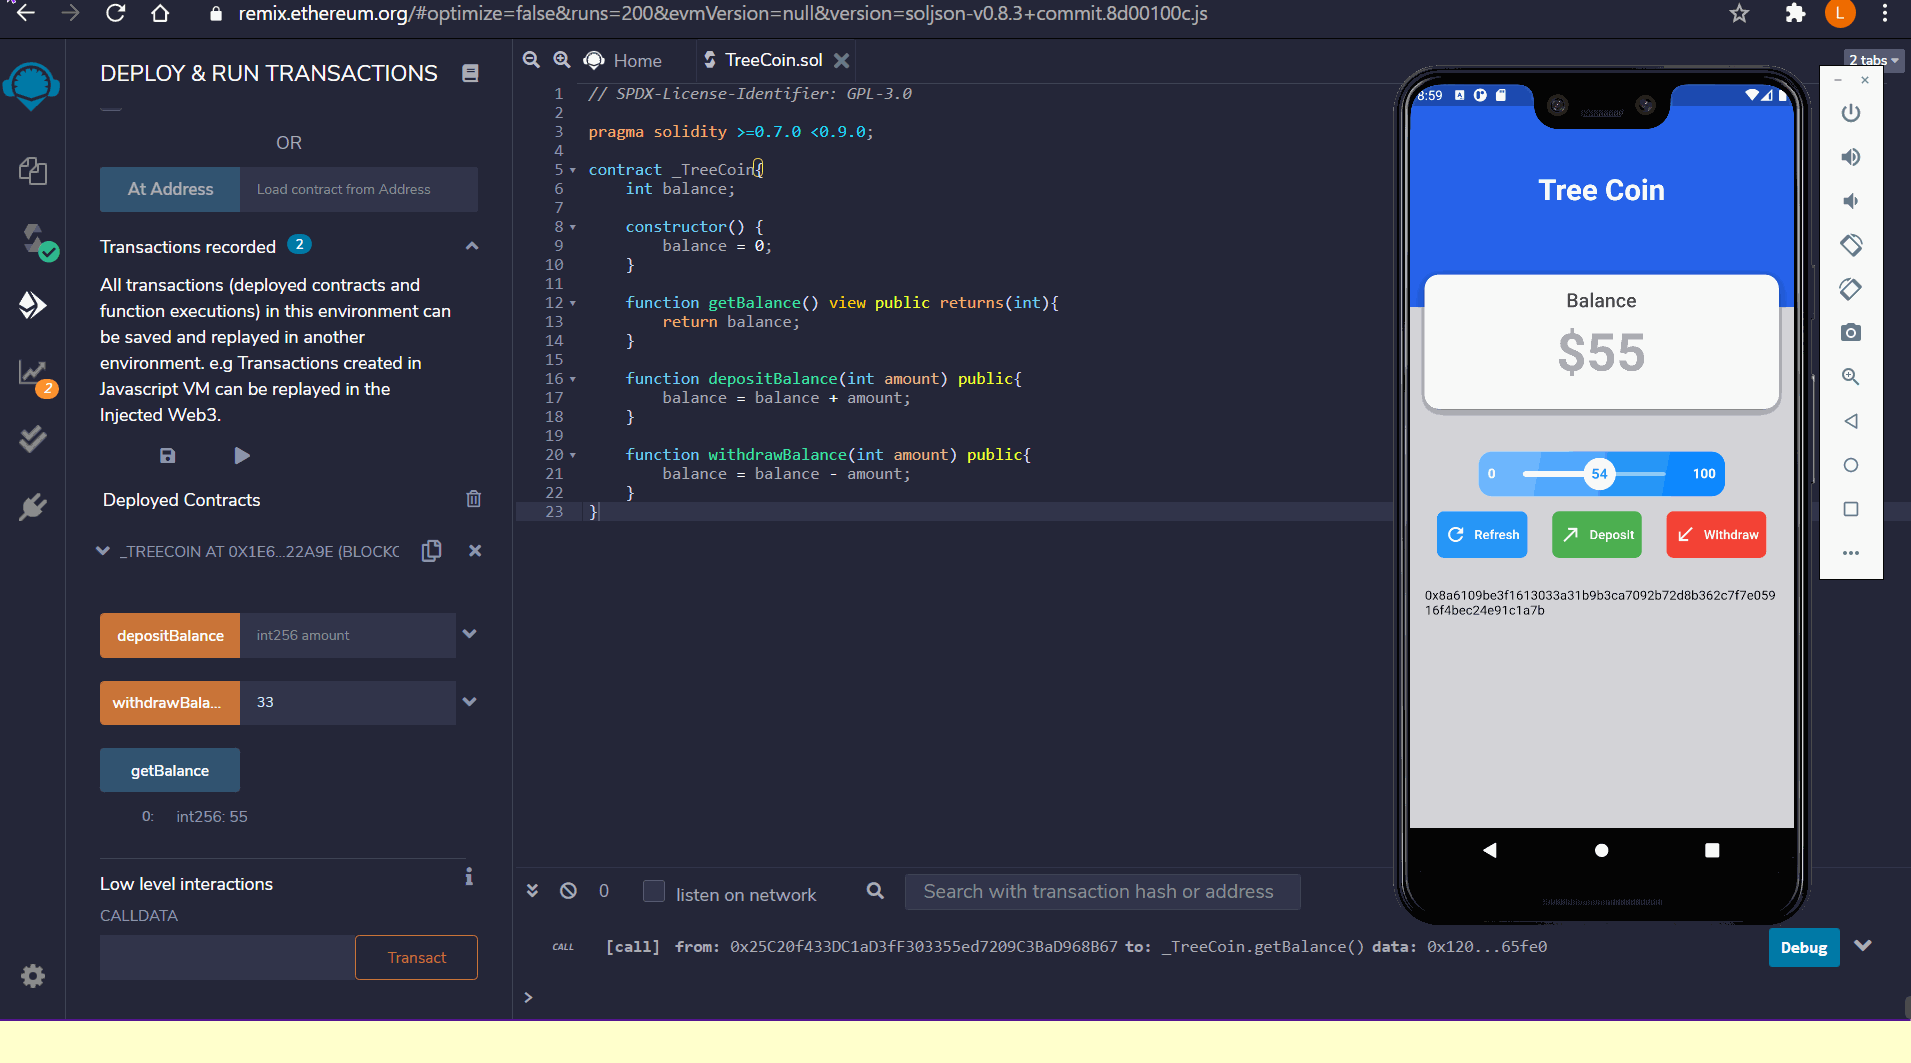 remix.ethereum.org/#optimize=false&runs=200&evmVersion=null&version=soljson-v0.8.3+commit.8d00100c.js
L
DEPLOY & RUN TRANSACTIONS
OR
At Address
Load contract from Address
Transactions recorded 2
All transactions (deployed contracts and
function executions) in this environment can
be saved and replayed in another
environment. e.g Transactions created in
Javascript VM can be replayed in the
Injected Web3.
2
Deployed Contracts
_TREECOIN AT 0X1E6...22A9E (BLOCKC
depositBalance
int256 amount
withdrawBala...
33
getBalance
0: int256: 55
Low level interactions
CALLDATA
Transact
Home
TreeCoin.sol
2 tabs
1 // SPDX-License-Identifier: GPL-3.0
2
3 pragma solidity >=0.7.0 <0.9.0;
4
5 contract _TreeCoin{
6 int balance;
7
8 constructor() {
9 balance = 0;
10 }
11
12 function getBalance() view public returns(int){
13 return balance;
14 }
15
16 function depositBalance(int amount) public{
17 balance = balance + amount;
18 }
19
20 function withdrawBalance(int amount) public{
21 balance = balance - amount;
22 }
23 }
8:59
Tree Coin
Balance
$55
0 54 100
Refresh
Deposit
WIthdraw
0x8a6109be3f1613033a31b9b3ca7092b72d8b362c7f7e059
16f4bec24e91c1a7b
0
listen on network
Search with transaction hash or address
CALL [call] from: 0x25C20f433DC1aD3fF303355ed7209C3BaD968B67 to: _TreeCoin.getBalance() data: 0x120...65fe0
Debug
>